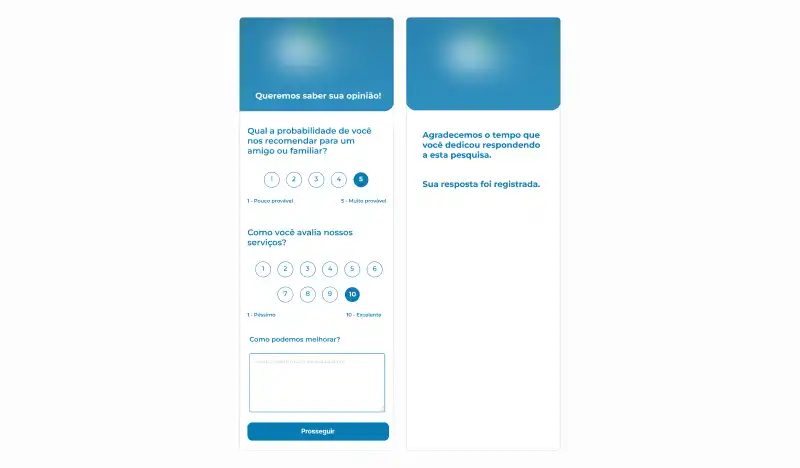 Queremos saber sua opinião!
Qual a probabilidade de você
nos recomendar para um
amigo ou familiar?
1 2 3 4 5
1 - Pouco provável 5 - Muito provável
Como você avalia nossos
serviços?
1 2 3 4 5 6
7 8 9 10
1 - Péssimo 10 - Excelente
Como podemos melhorar?
Prosseguir
Agradecemos o tempo que
você dedicou respondendo
a esta pesquisa.
Sua resposta foi registrada.